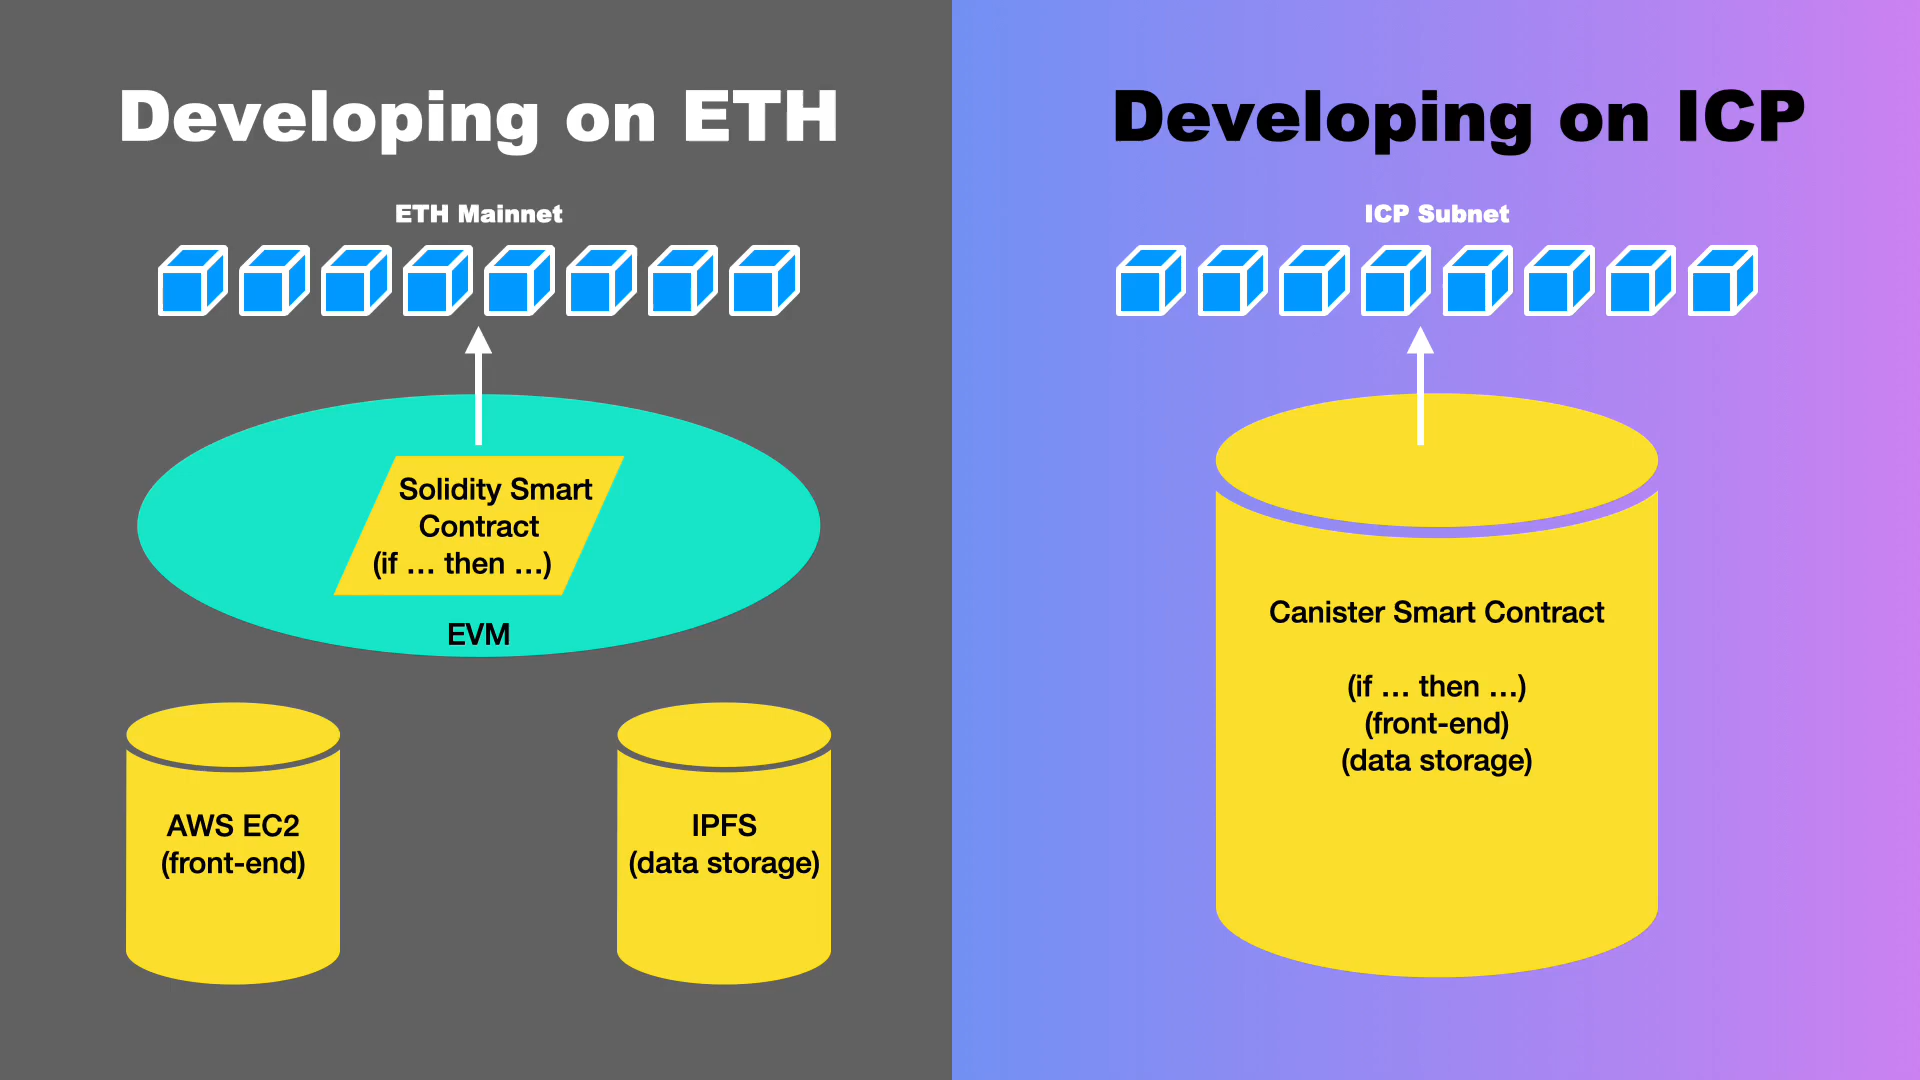 Developing on ETH
ETH Mainnet
Solidity Smart
Contract
(if … then …)
EVM
AWS EC2
(front-end)
IPFS
(data storage)
Developing on ICP
ICP Subnet
Canister Smart Contract
(if … then …)
(front-end)
(data storage)